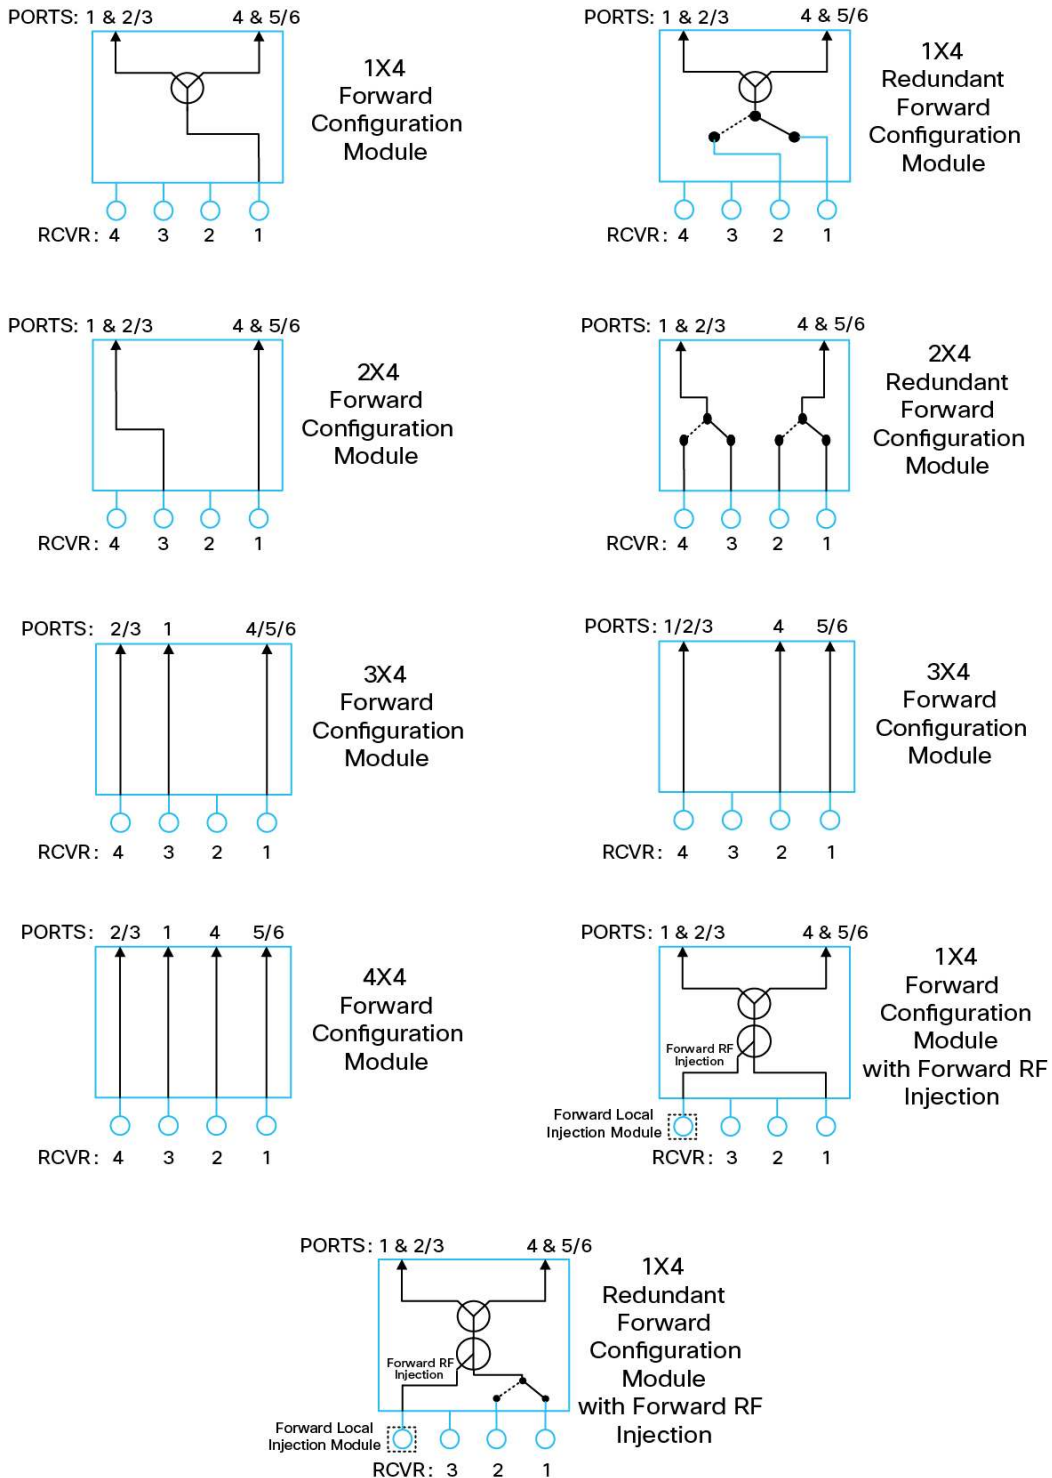 PORTS: 1 & 2/3 4 & 5/6
1X4
Forward
Configuration
Module
RCVR: 4 3 2 1
PORTS: 1 & 2/3 4 & 5/6
1X4
Redundant
Forward
Configuration
Module
RCVR: 4 3 2 1
PORTS: 1 & 2/3 4 & 5/6
2X4
Forward
Configuration
Module
RCVR: 4 3 2 1
PORTS: 1 & 2/3 4 & 5/6
2X4
Redundant
Forward
Configuration
Module
RCVR: 4 3 2 1
PORTS: 2/3 1 4/5/6
3X4
Forward
Configuration
Module
RCVR: 4 3 2 1
PORTS: 1/2/3 4 5/6
3X4
Forward
Configuration
Module
RCVR: 4 3 2 1
PORTS: 2/3 1 4 5/6
4X4
Forward
Configuration
Module
RCVR: 4 3 2 1
PORTS: 1 & 2/3 4 & 5/6
1X4
Forward
Configuration
Module
with Forward RF
Injection
Forward RF
Injection
Forward Local
Injection Module
RCVR: 3 2 1
PORTS: 1 & 2/3 4 & 5/6
1X4
Redundant
Forward
Configuration
Module
with Forward RF
Injection
Forward RF
Injection
Forward Local
Injection Module
RCVR: 3 2 1